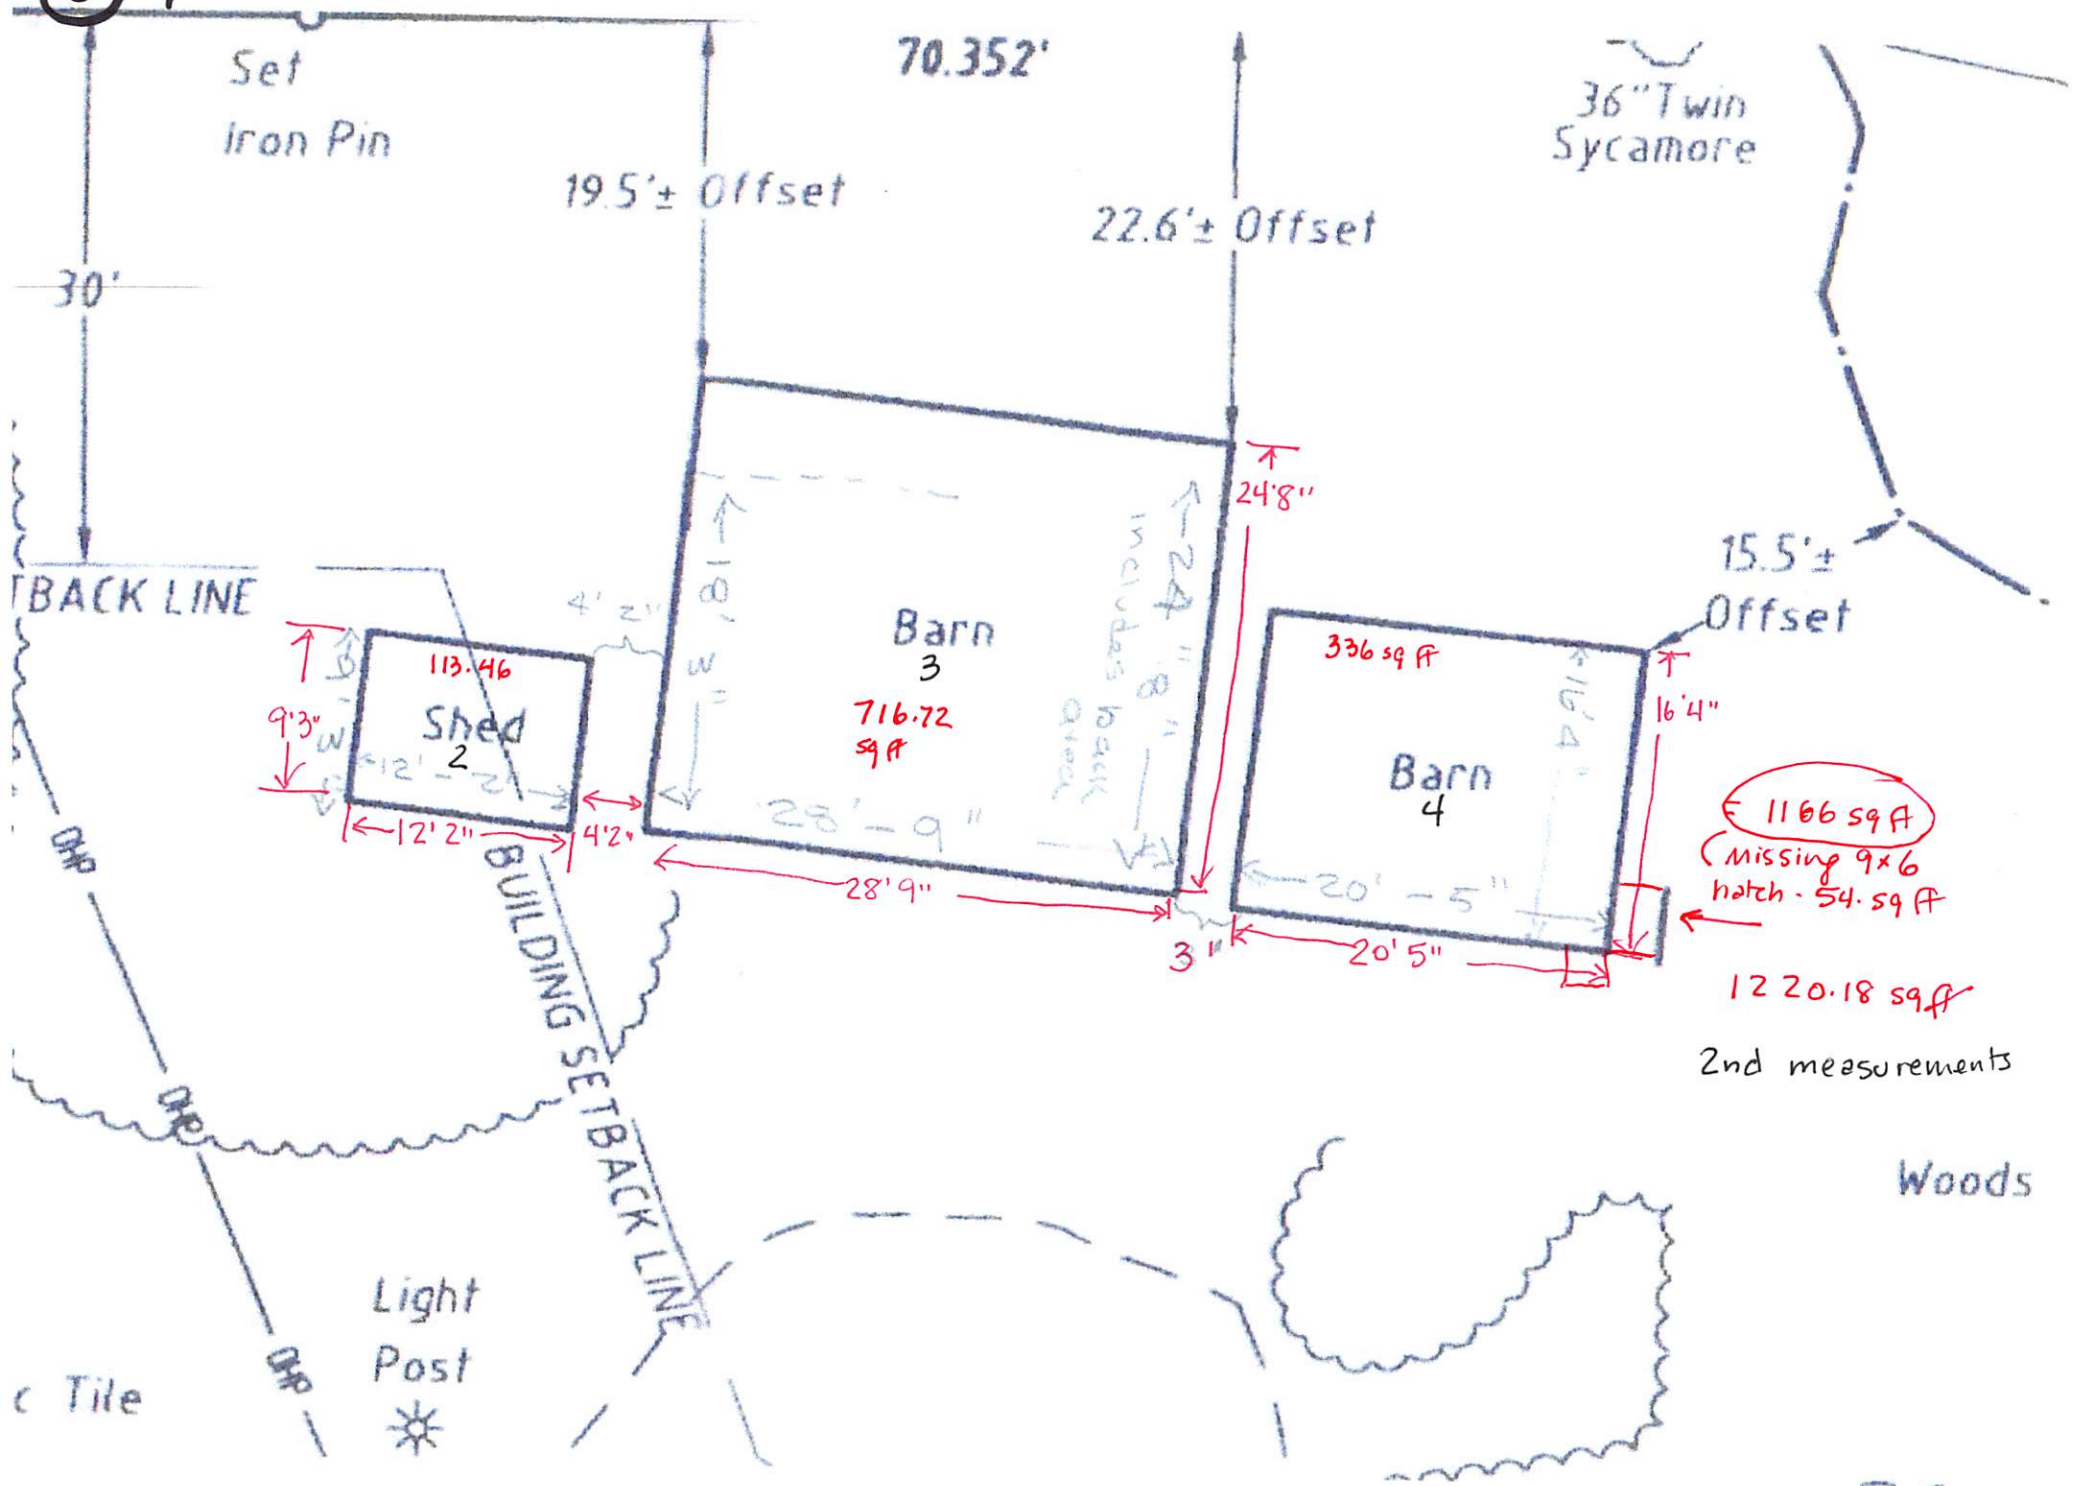 70.352'
Set
Iron Pin
36" Twin
Sycamore
19.5'± Offset
22.6'± Offset
30'
24'8"
←24'8"→
includes back
area
←18'3"→
15.5'±
Offset
TBACK LINE
4' 2"
Barn
3
716.72
sq ft
336 sq ft
16'4"
16'4"
113.46
Shed
2
9'3"
9'3"
12'-2"
12'2"
4'2"
28'-9"
28'9"
Barn
4
20'-5"
20'5"
3"
= 1166 sq ft
(Missing 9x6
hatch - 54. sq ft
1220.18 sq ft
2nd measurements
OHP
OHP
OHP
BUILDING SETBACK LINE
Woods
Light
Post
c Tile